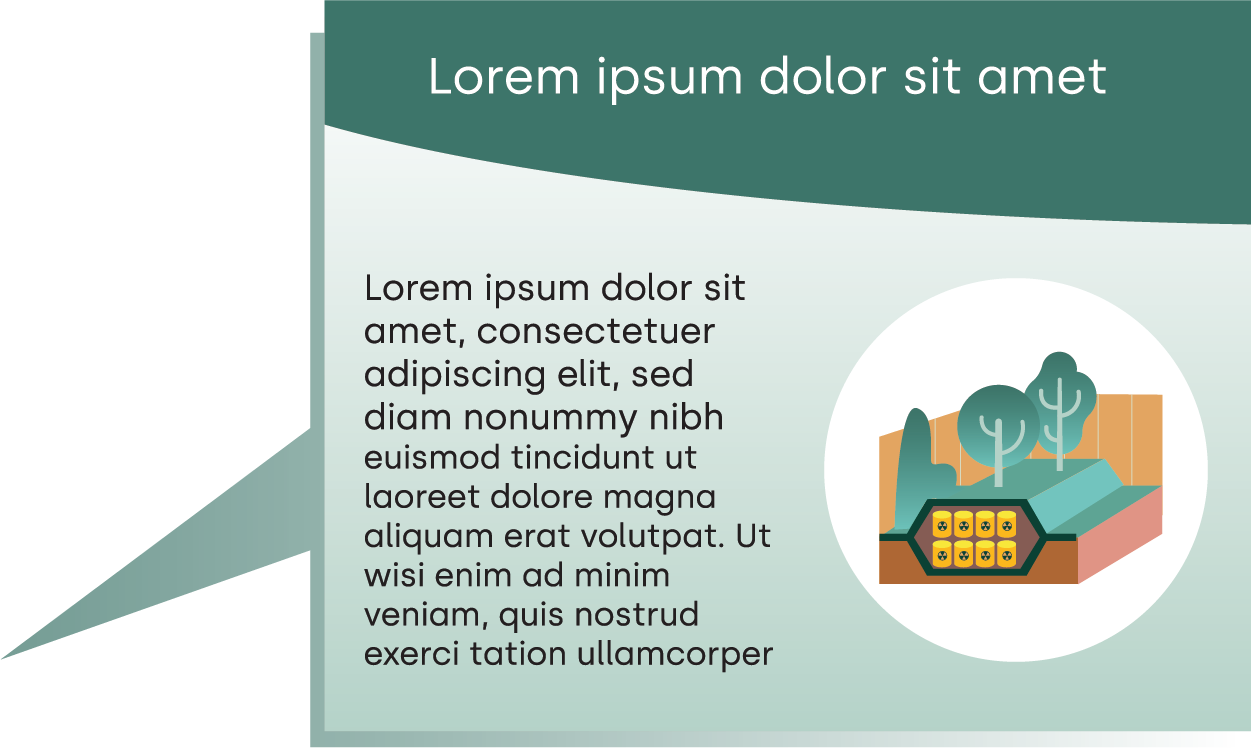 Lorem ipsum dolor sit amet
Lorem ipsum dolor sit
amet, consectetuer
adipiscing elit, sed
diam nonummy nibh
euismod tincidunt ut
laoreet dolore magna
aliquam erat volutpat. Ut
wisi enim ad minim
veniam, quis nostrud
exerci tation ullamcorper